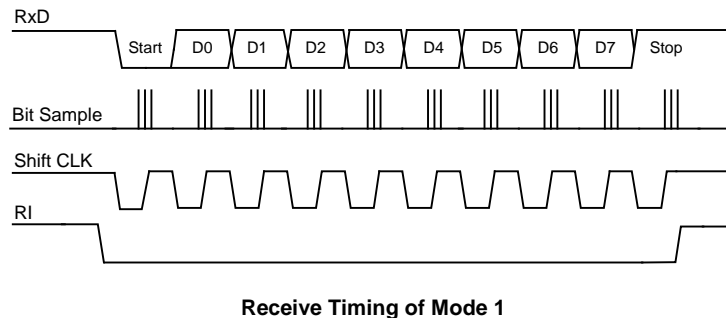 RxD
Start D0 D1 D2 D3 D4 D5 D6 D7 Stop
Bit Sample
Shift CLK
RI
Receive Timing of Mode 1